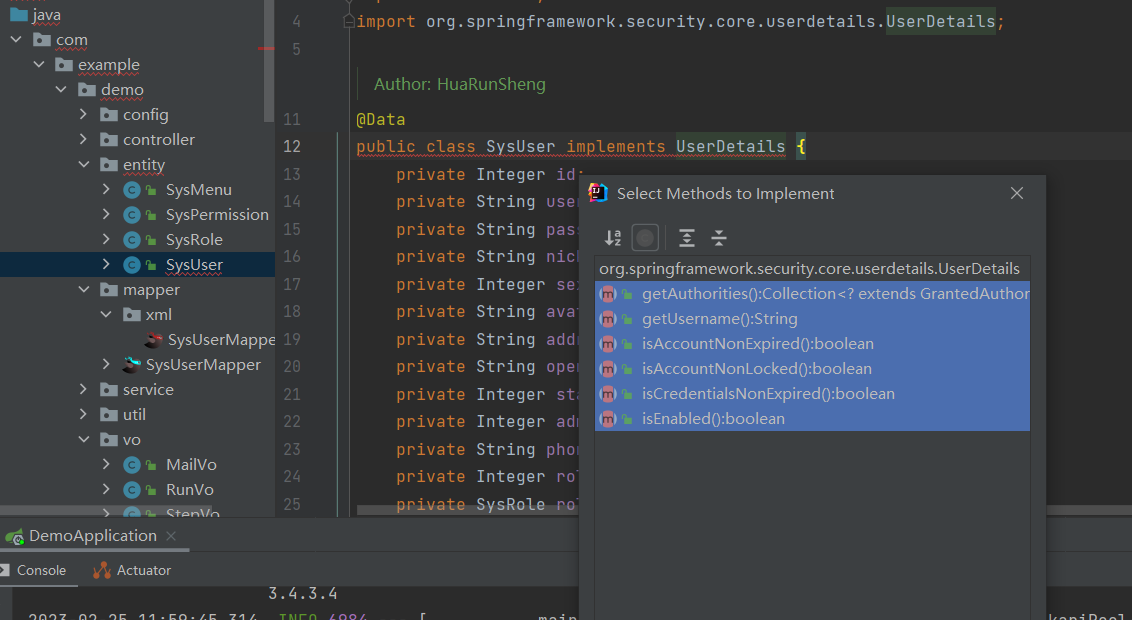 java
com
example
demo
config
controller
entity
SysMenu
SysPermission
SysRole
SysUser
mapper
xml
SysUserMappe
SysUserMapper
service
util
vo
MailVo
RunVo
StepVo
4 import org.springframework.security.core.userdetails.UserDetails;
5
Author: HuaRunSheng
11 @Data
12 public class SysUser implements UserDetails {
13 private Integer id;
14 private String use
15 private String pas
16 private String nic
17 private Integer se
18 private String ava
19 private String add
20 private String ope
21 private Integer sta
22 private Integer adm
23 private String pho
24 private Integer ro
25 private SysRole ro
Select Methods to Implement
org.springframework.security.core.userdetails.UserDetails
getAuthorities():Collection<? extends GrantedAuthor
getUsername():String
isAccountNonExpired():boolean
isAccountNonLocked():boolean
isCredentialsNonExpired():boolean
isEnabled():boolean
DemoApplication
Console
Actuator
3.4.3.4
2023-02-25 11:59:45.314 INFO 6984 [ main